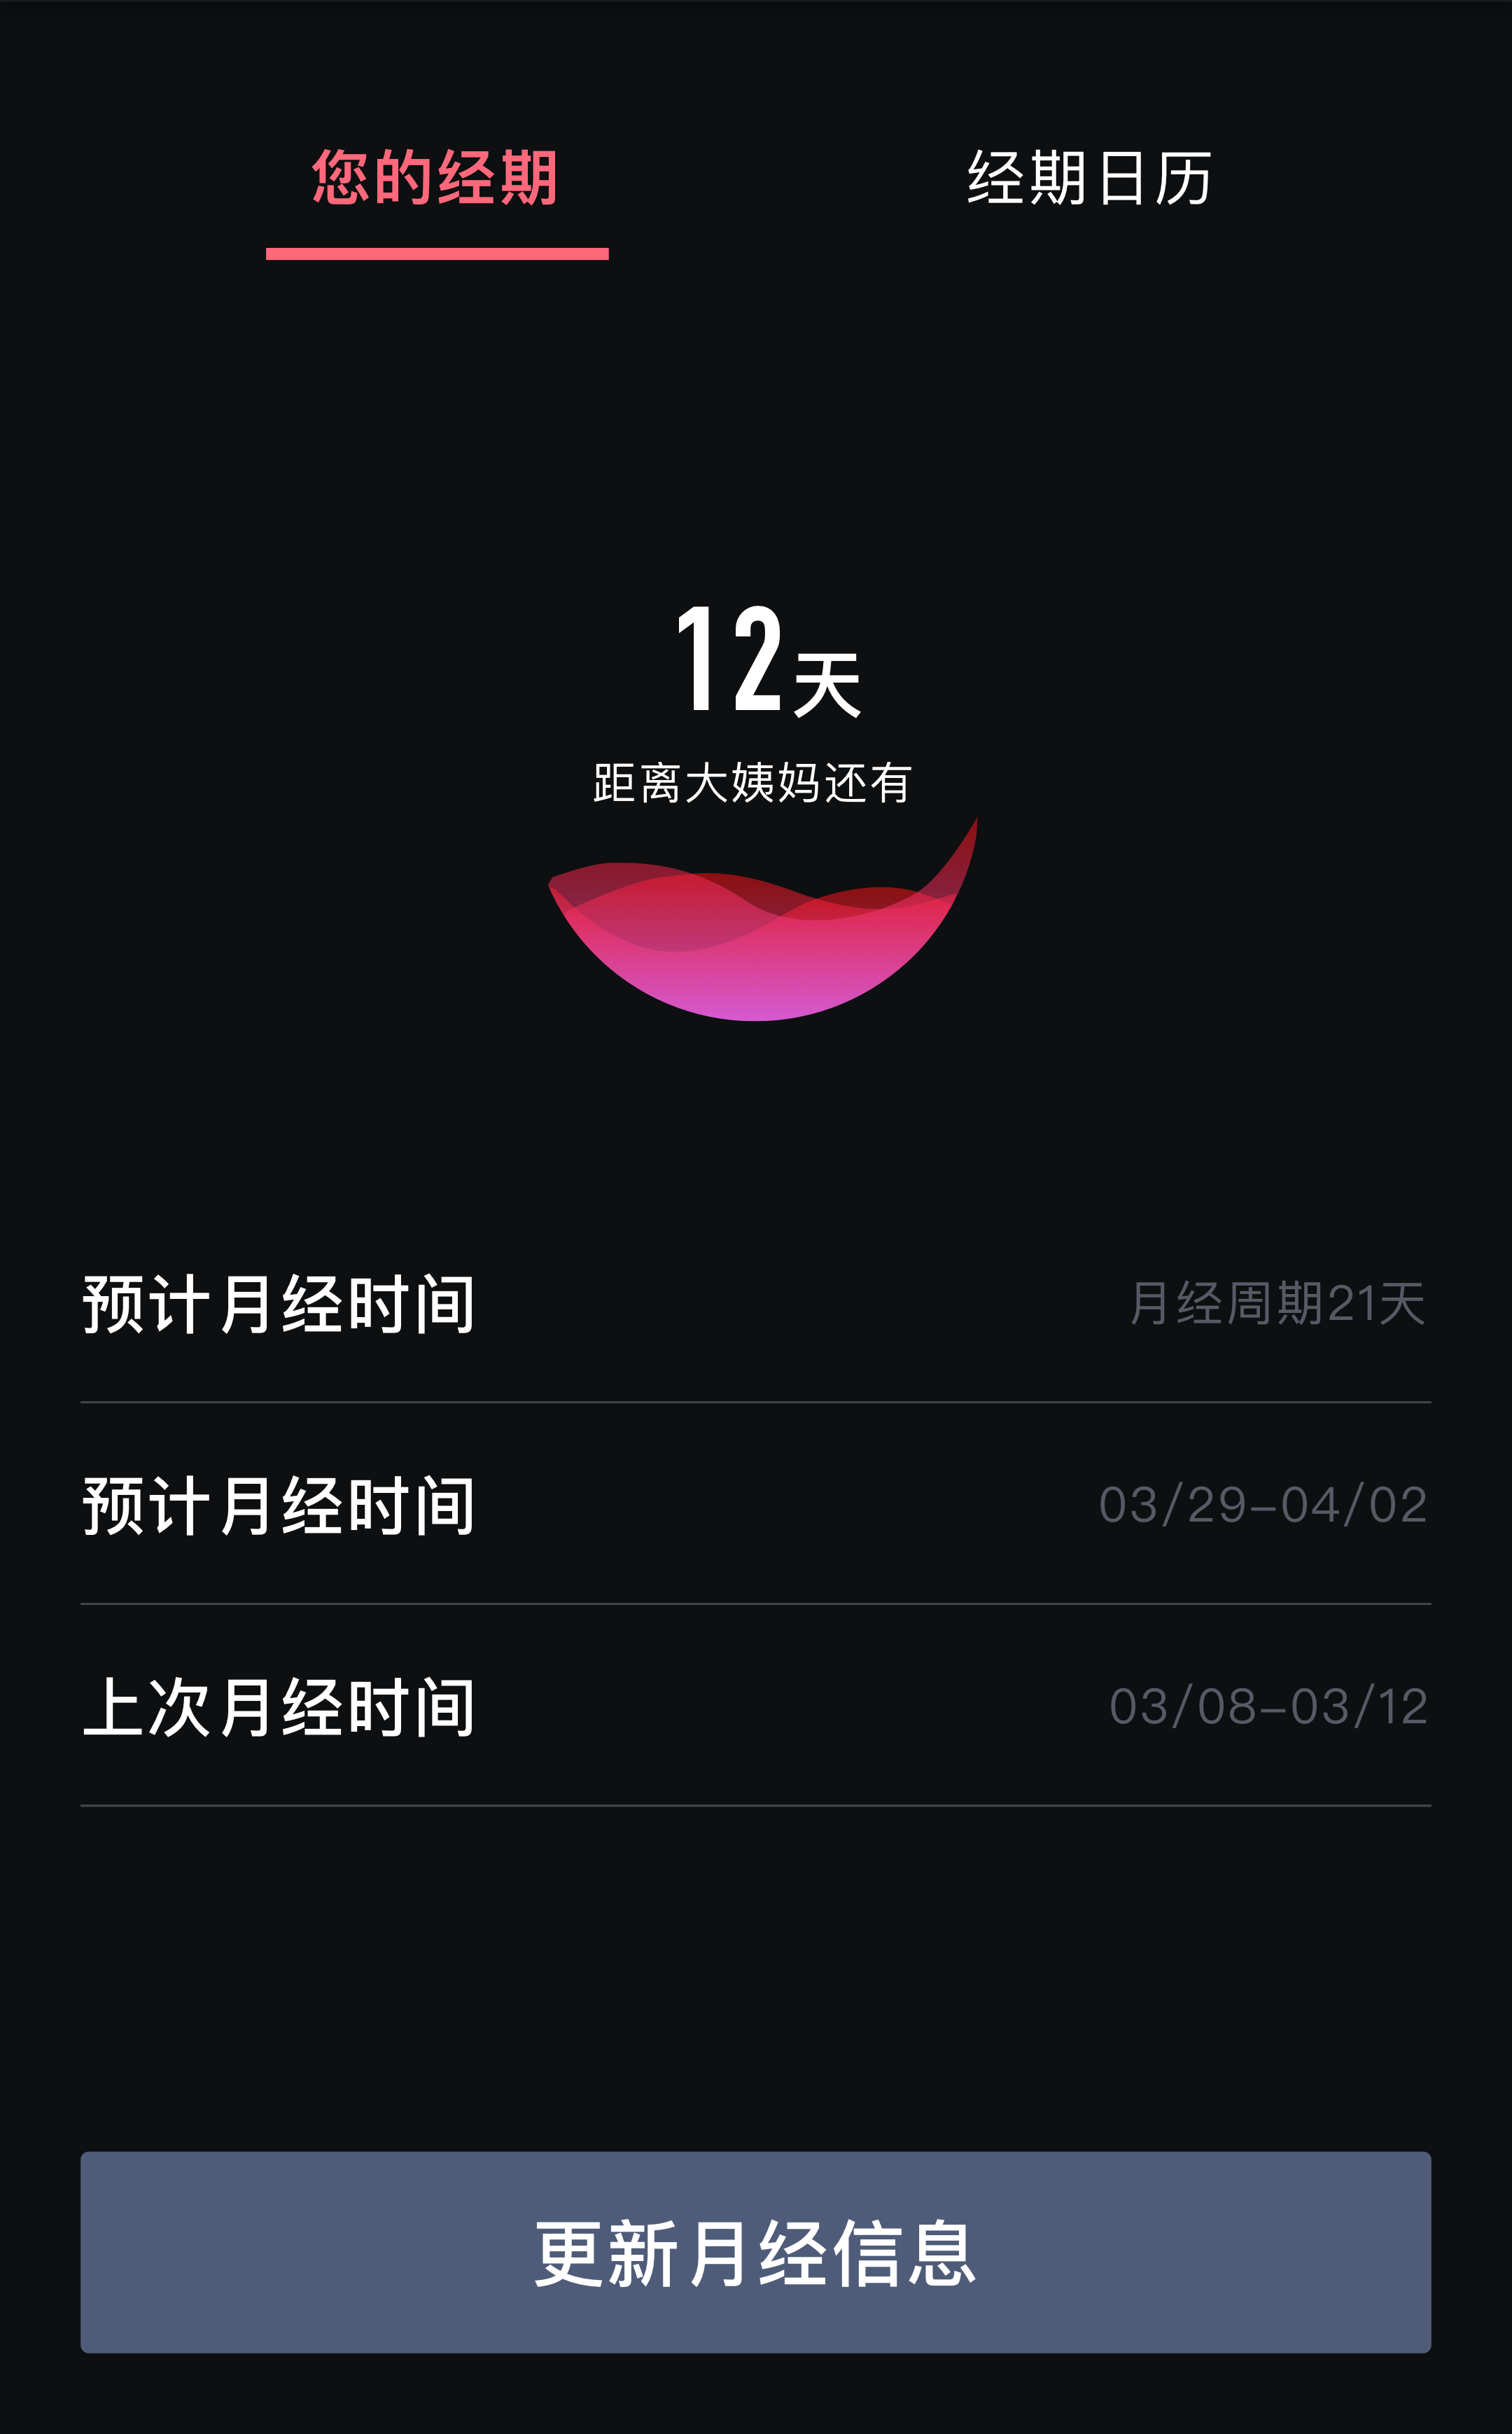 您的经期
经期日历
12天
距离大姨妈还有
预计月经时间
月经周期21天
预计月经时间
03/29-04/02
上次月经时间
03/08-03/12
更新月经信息